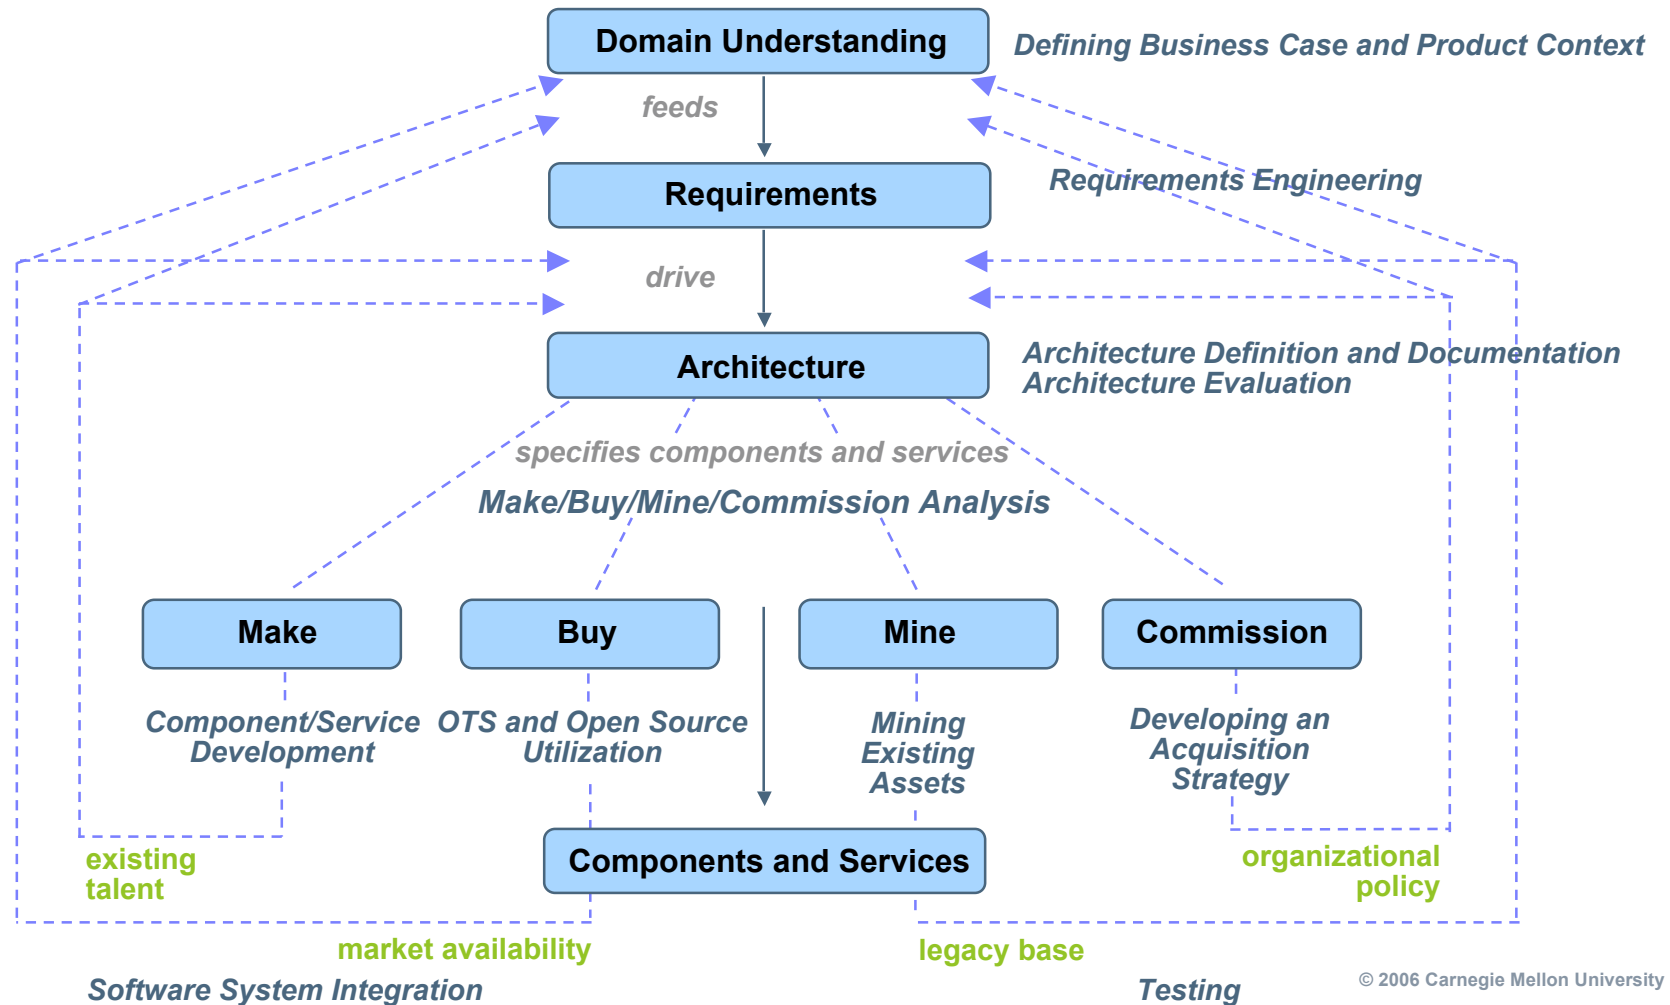 Domain Understanding
Defining Business Case and Product Context
feeds
Requirements
Requirements Engineering
drive
Architecture
Architecture Definition and Documentation
Architecture Evaluation
specifies components and services
Make/Buy/Mine/Commission Analysis
Make
Buy
Mine
Commission
Component/Service
Development
OTS and Open Source
Utilization
Mining
Existing
Assets
Developing an
Acquisition
Strategy
existing
talent
Components and Services
organizational
policy
market availability
legacy base
Software System Integration
Testing
© 2006 Carnegie Mellon University